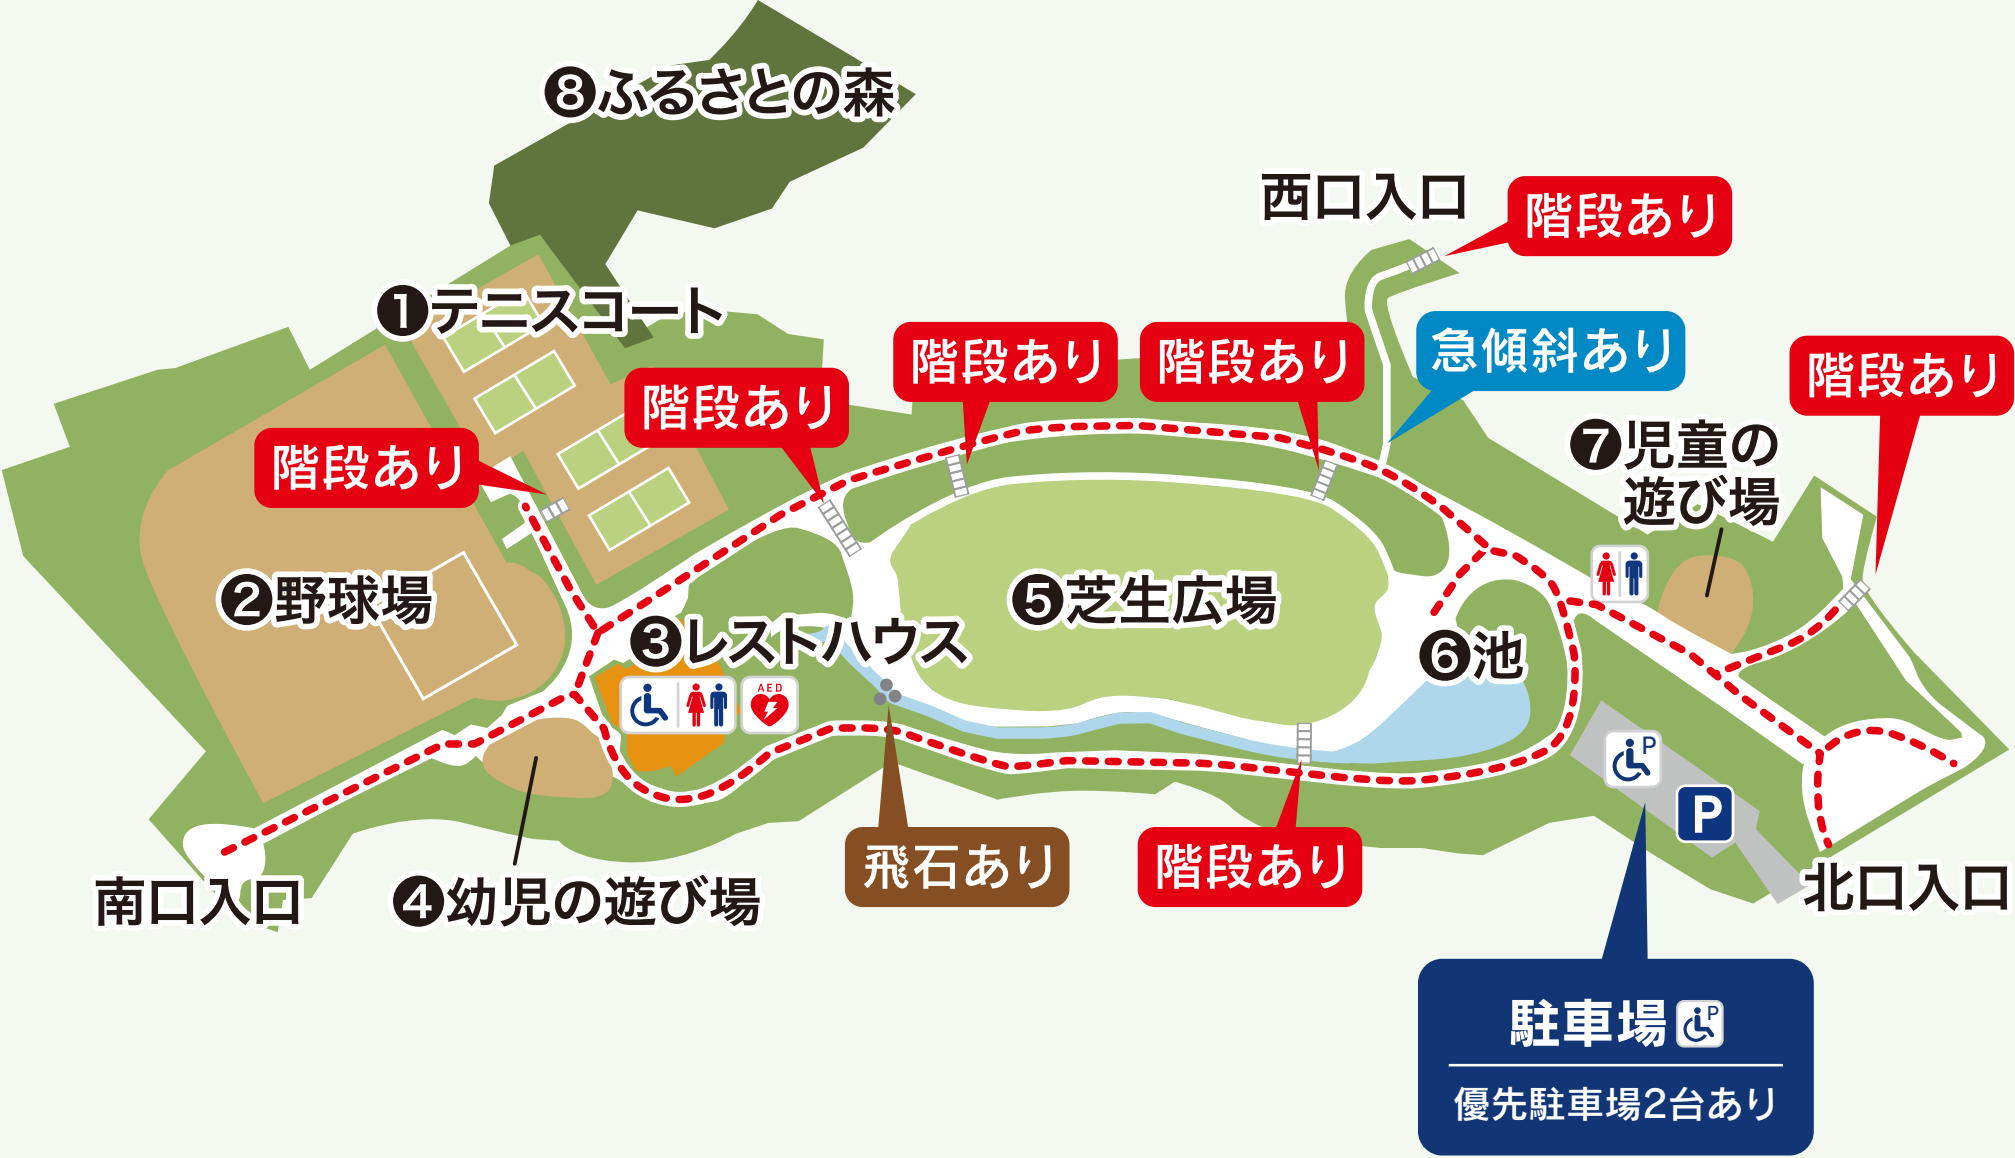 ❽ふるさとの森
西口入口
階段あり
❶テニスコート
階段あり
階段あり
急傾斜あり
階段あり
階段あり
❼児童の
遊び場
階段あり
❷野球場
❺芝生広場
❸レストハウス
❻池
AED
P
P
飛石あり
階段あり
南口入口
❹幼児の遊び場
北口入口
駐車場 P
優先駐車場2台あり